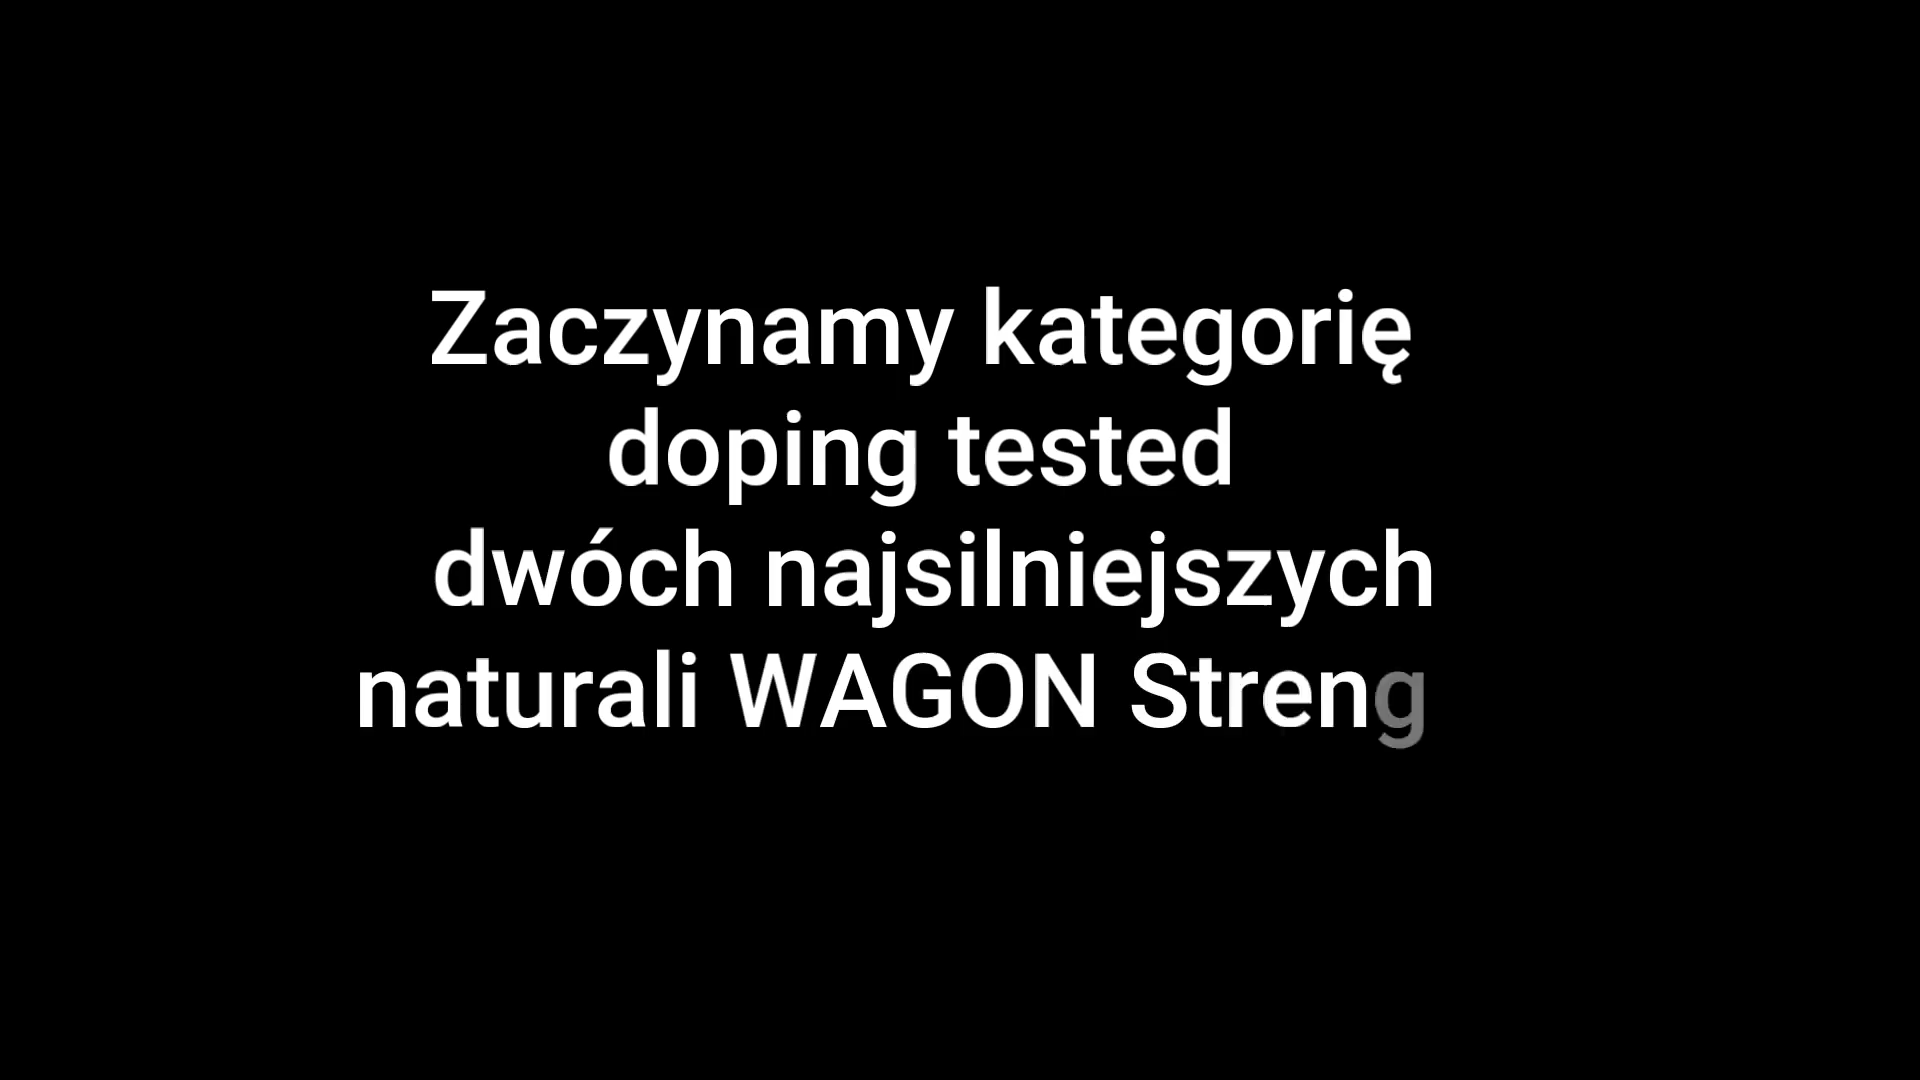 Zaczynamy kategorię
doping tested
dwóch najsilniejszych
naturali WAGON Streng